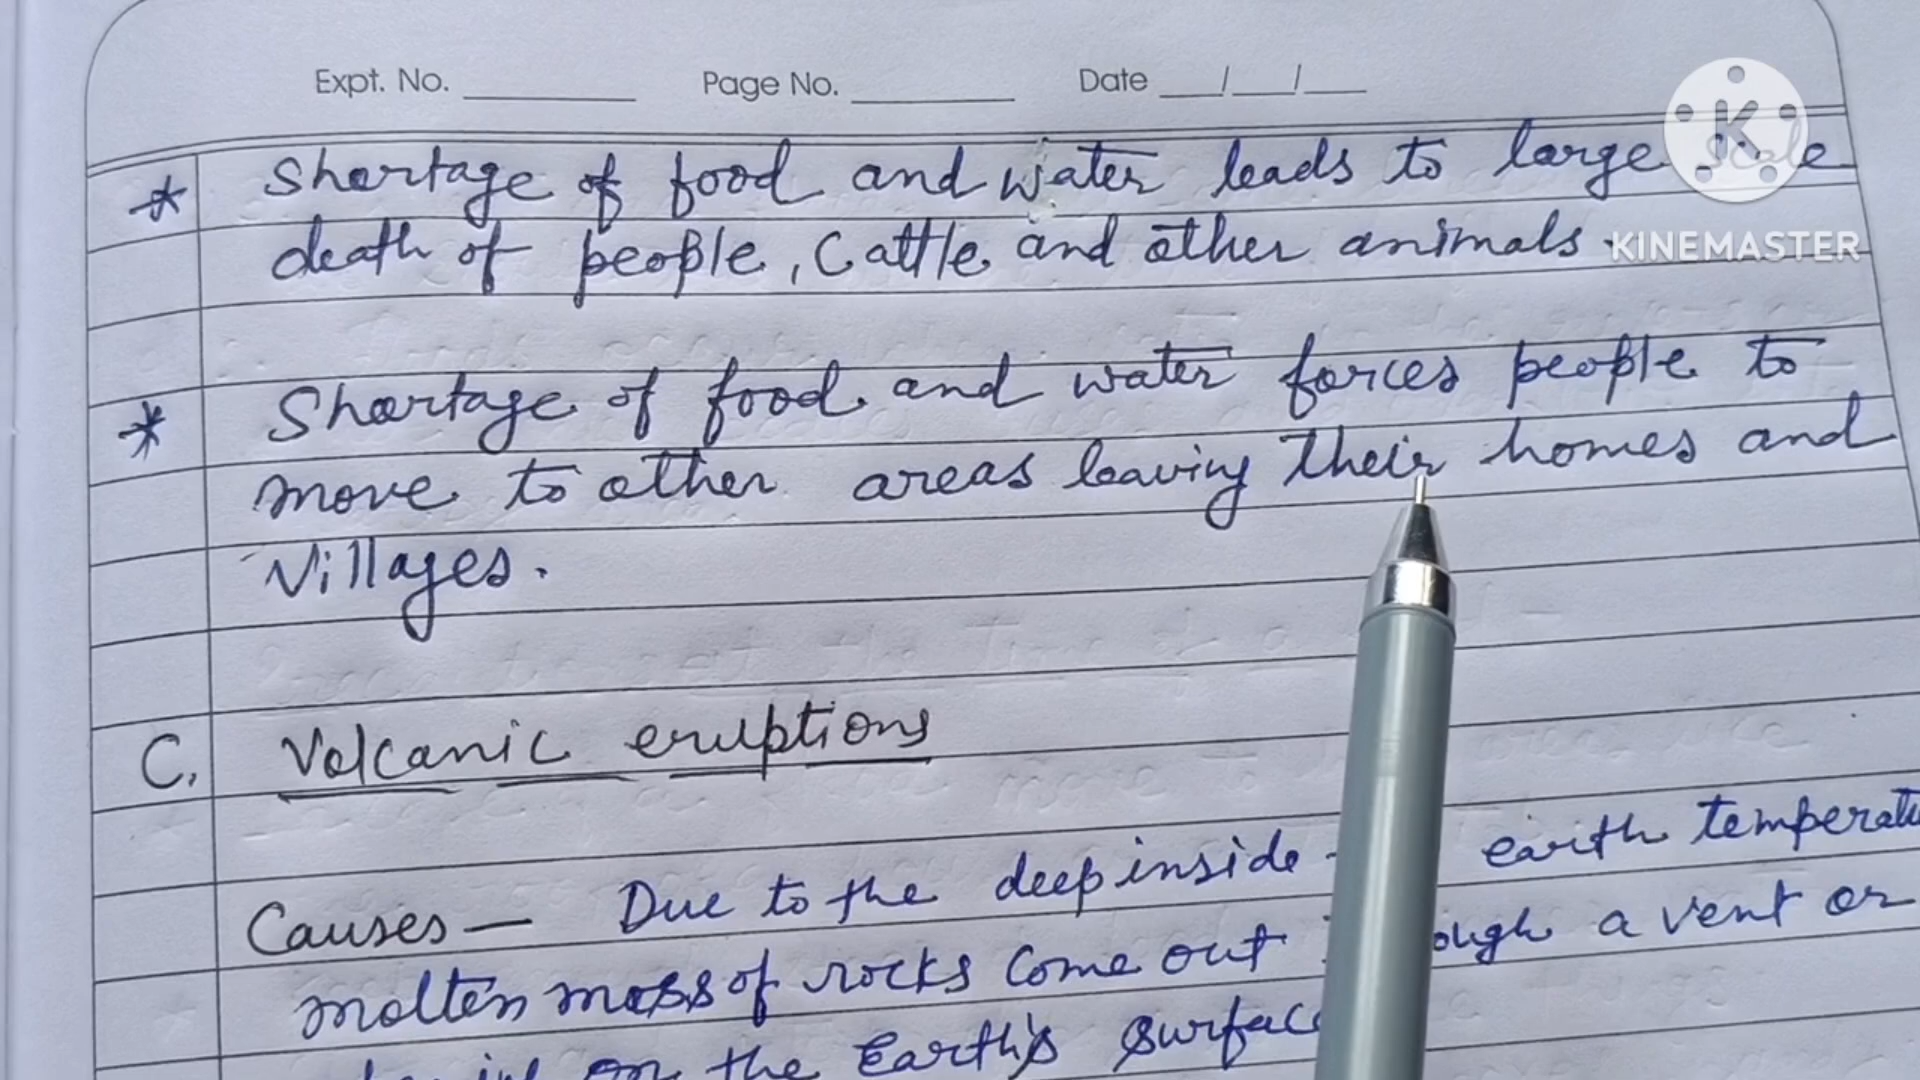 Expt. No. Page No. Date / /
* Shortage of food and water leads to large scale
death of people, Cattle and other animals.
* Shortage of food and water forces people to
move to other areas leaving their homes and
Villages.
C. Volcanic eruptions
Causes — Due to the deep inside earth
molten mass of rocks come out a vent or
on the Earth's
K
KINEMASTER